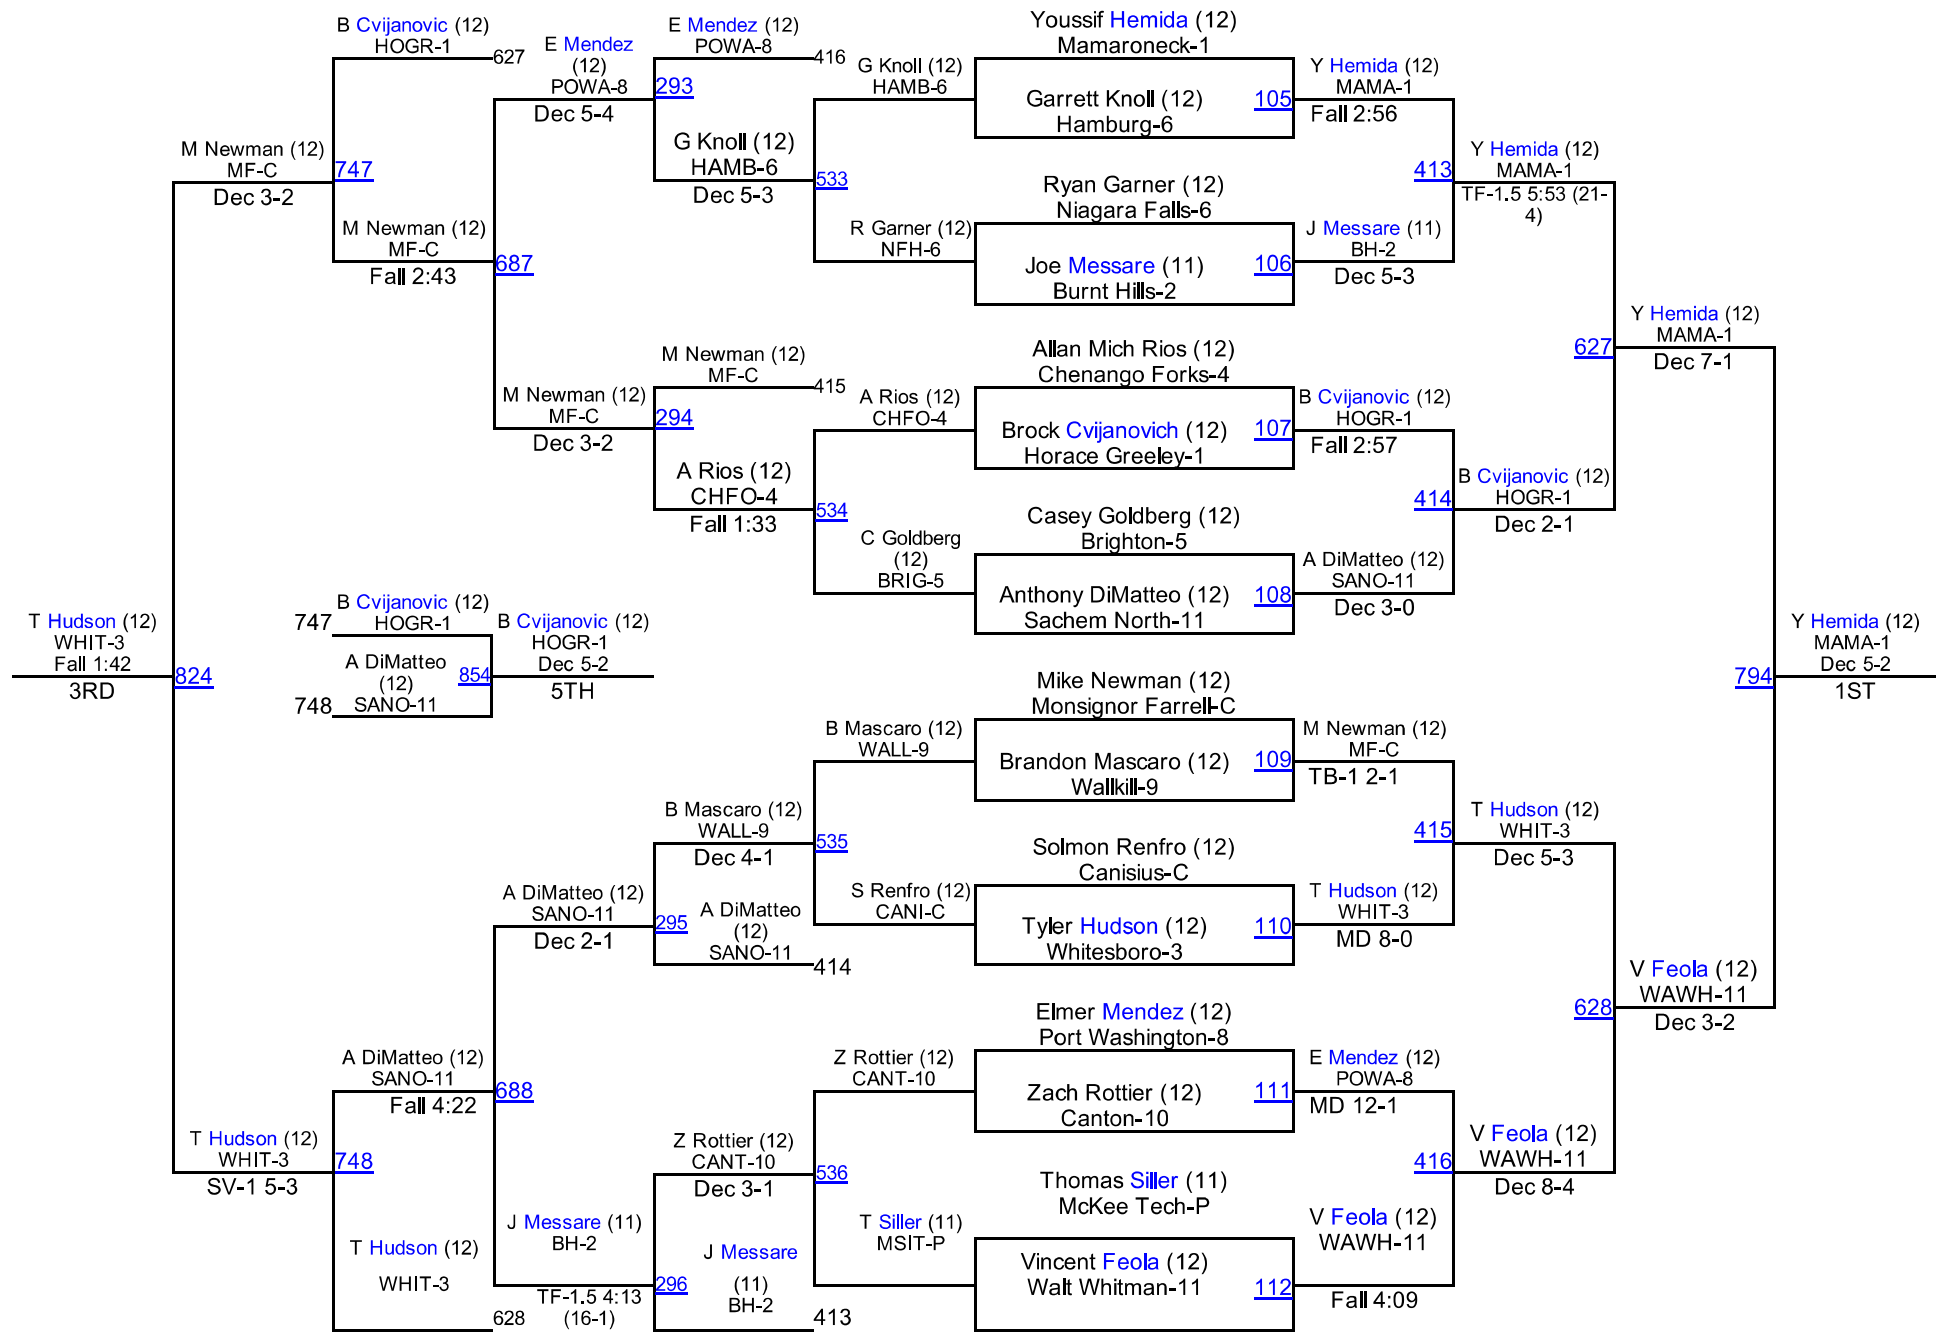 B Cvijanovic (12)
HOGR-1
627
E Mendez
(12)
POWA-8
Dec 5-4
E Mendez (12)
POWA-8
416
293
G Knoll (12)
HAMB-6
Dec 5-3
G Knoll (12)
HAMB-6
533
R Garner (12)
NFH-6
Youssif Hemida (12)
Mamaroneck-1
Garrett Knoll (12)
Hamburg-6
105
Y Hemida (12)
MAMA-1
Fall 2:56
Ryan Garner (12)
Niagara Falls-6
Joe Messare (11)
Burnt Hills-2
106
J Messare (11)
BH-2
Dec 5-3
413
Y Hemida (12)
MAMA-1
TF-1.5 5:53 (21-
4)
M Newman (12)
MF-C
Dec 3-2
747
M Newman (12)
MF-C
Fall 2:43
687
M Newman (12)
MF-C
Dec 3-2
M Newman (12)
MF-C
415
294
A Rios (12)
CHFO-4
Fall 1:33
A Rios (12)
CHFO-4
534
C Goldberg
(12)
BRIG-5
Allan Mich Rios (12)
Chenango Forks-4
Brock Cvijanovich (12)
Horace Greeley-1
107
B Cvijanovic (12)
HOGR-1
Fall 2:57
Casey Goldberg (12)
Brighton-5
Anthony DiMatteo (12)
Sachem North-11
108
A DiMatteo (12)
SANO-11
Dec 3-0
414
B Cvijanovic (12)
HOGR-1
Dec 2-1
627
Y Hemida (12)
MAMA-1
Dec 7-1
T Hudson (12)
WHIT-3
Fall 1:42
3RD
824
747
B Cvijanovic (12)
HOGR-1
748
A DiMatteo
(12)
SANO-11
854
B Cvijanovic (12)
HOGR-1
Dec 5-2
5TH
794
Y Hemida (12)
MAMA-1
Dec 5-2
1ST
Mike Newman (12)
Monsignor Farrell-C
Brandon Mascaro (12)
Wallkill-9
109
M Newman (12)
MF-C
TB-1 2-1
B Mascaro (12)
WALL-9
B Mascaro (12)
WALL-9
Dec 4-1
535
S Renfro (12)
CANI-C
Solmon Renfro (12)
Canisius-C
Tyler Hudson (12)
Whitesboro-3
110
T Hudson (12)
WHIT-3
MD 8-0
415
T Hudson (12)
WHIT-3
Dec 5-3
A DiMatteo (12)
SANO-11
Dec 2-1
295
A DiMatteo
(12)
SANO-11
414
628
V Feola (12)
WAWH-11
Dec 3-2
Elmer Mendez (12)
Port Washington-8
Zach Rottier (12)
Canton-10
111
E Mendez (12)
POWA-8
MD 12-1
A DiMatteo (12)
SANO-11
Fall 4:22
688
Z Rottier (12)
CANT-10
Z Rottier (12)
CANT-10
Dec 3-1
536
T Siller (11)
MSIT-P
Thomas Siller (11)
McKee Tech-P
Vincent Feola (12)
Walt Whitman-11
112
V Feola (12)
WAWH-11
Fall 4:09
416
V Feola (12)
WAWH-11
Dec 8-4
T Hudson (12)
WHIT-3
SV-1 5-3
748
T Hudson (12)
WHIT-3
628
J Messare (11)
BH-2
TF-1.5 4:13
(16-1)
296
J Messare
(11)
BH-2
413